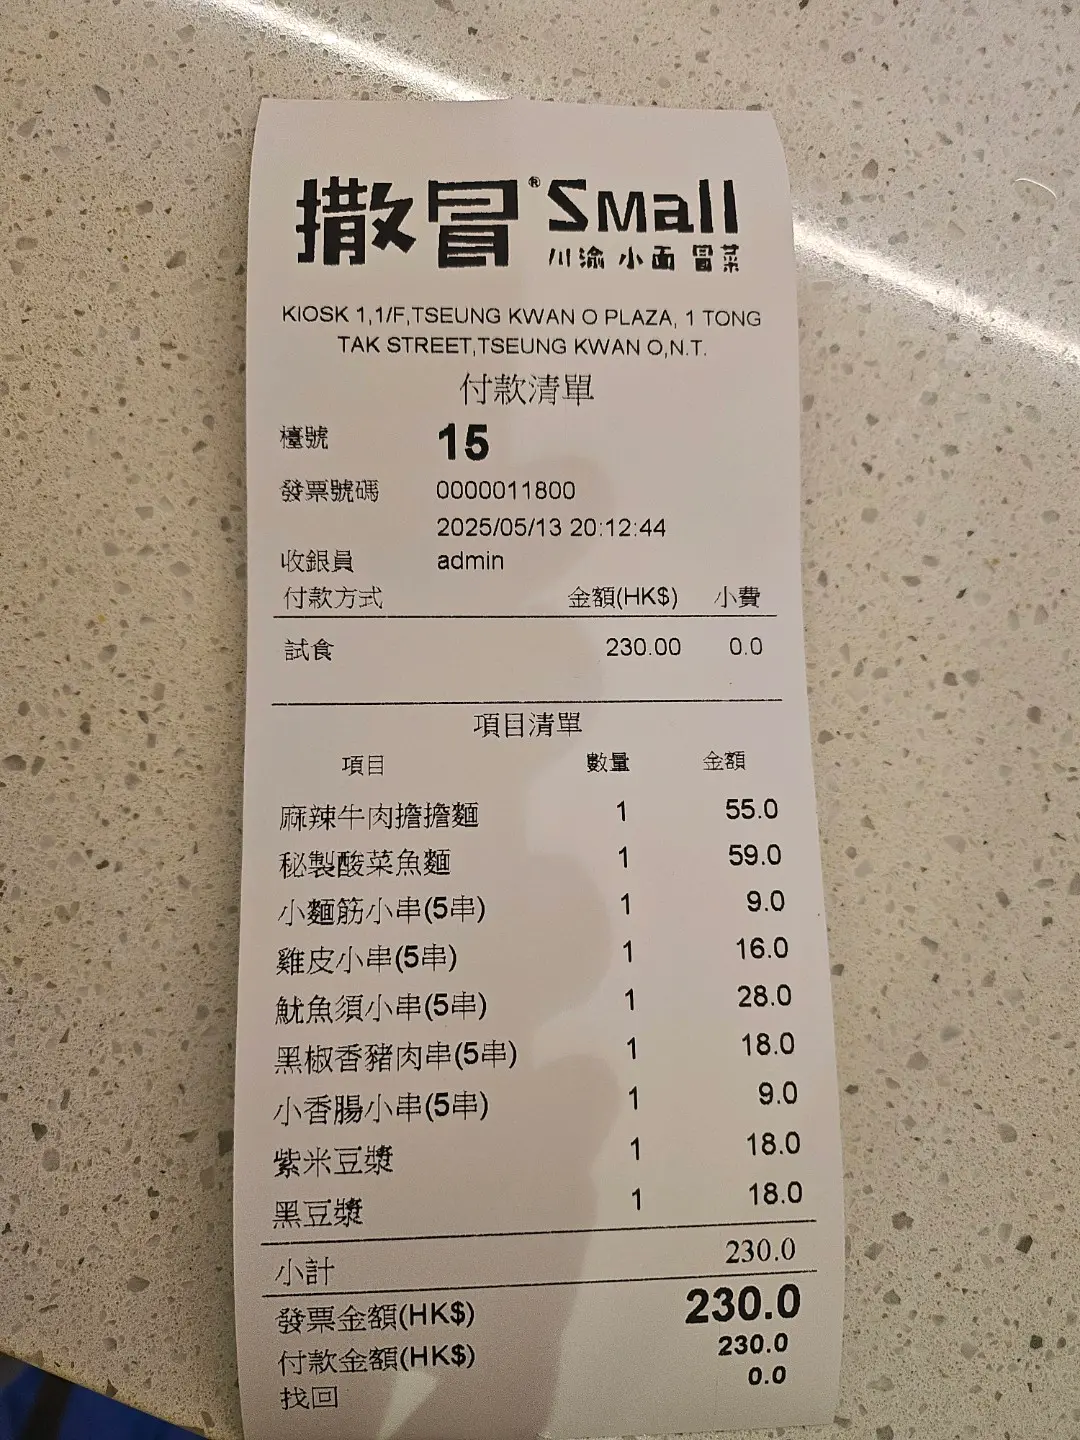 撒冒® Small
川渝 小面 冒菜
KIOSK 1,1/F,TSEUNG KWAN O PLAZA, 1 TONG
TAK STREET,TSEUNG KWAN O,N.T.
付款清單
檯號 15
發票號碼 0000011800
2025/05/13 20:12:44
收銀員 admin
付款方式 金額(HK$) 小費
試食 230.00 0.0
項目清單
項目 數量 金額
麻辣牛肉擔擔麵 1 55.0
秘製酸菜魚麵 1 59.0
小麵筋小串(5串) 1 9.0
雞皮小串(5串) 1 16.0
魷魚須小串(5串) 1 28.0
黑椒香豬肉串(5串) 1 18.0
小香腸小串(5串) 1 9.0
紫米豆漿 1 18.0
黑豆漿 1 18.0
小計 230.0
發票金額(HK$) 230.0
付款金額(HK$) 230.0
找回 0.0